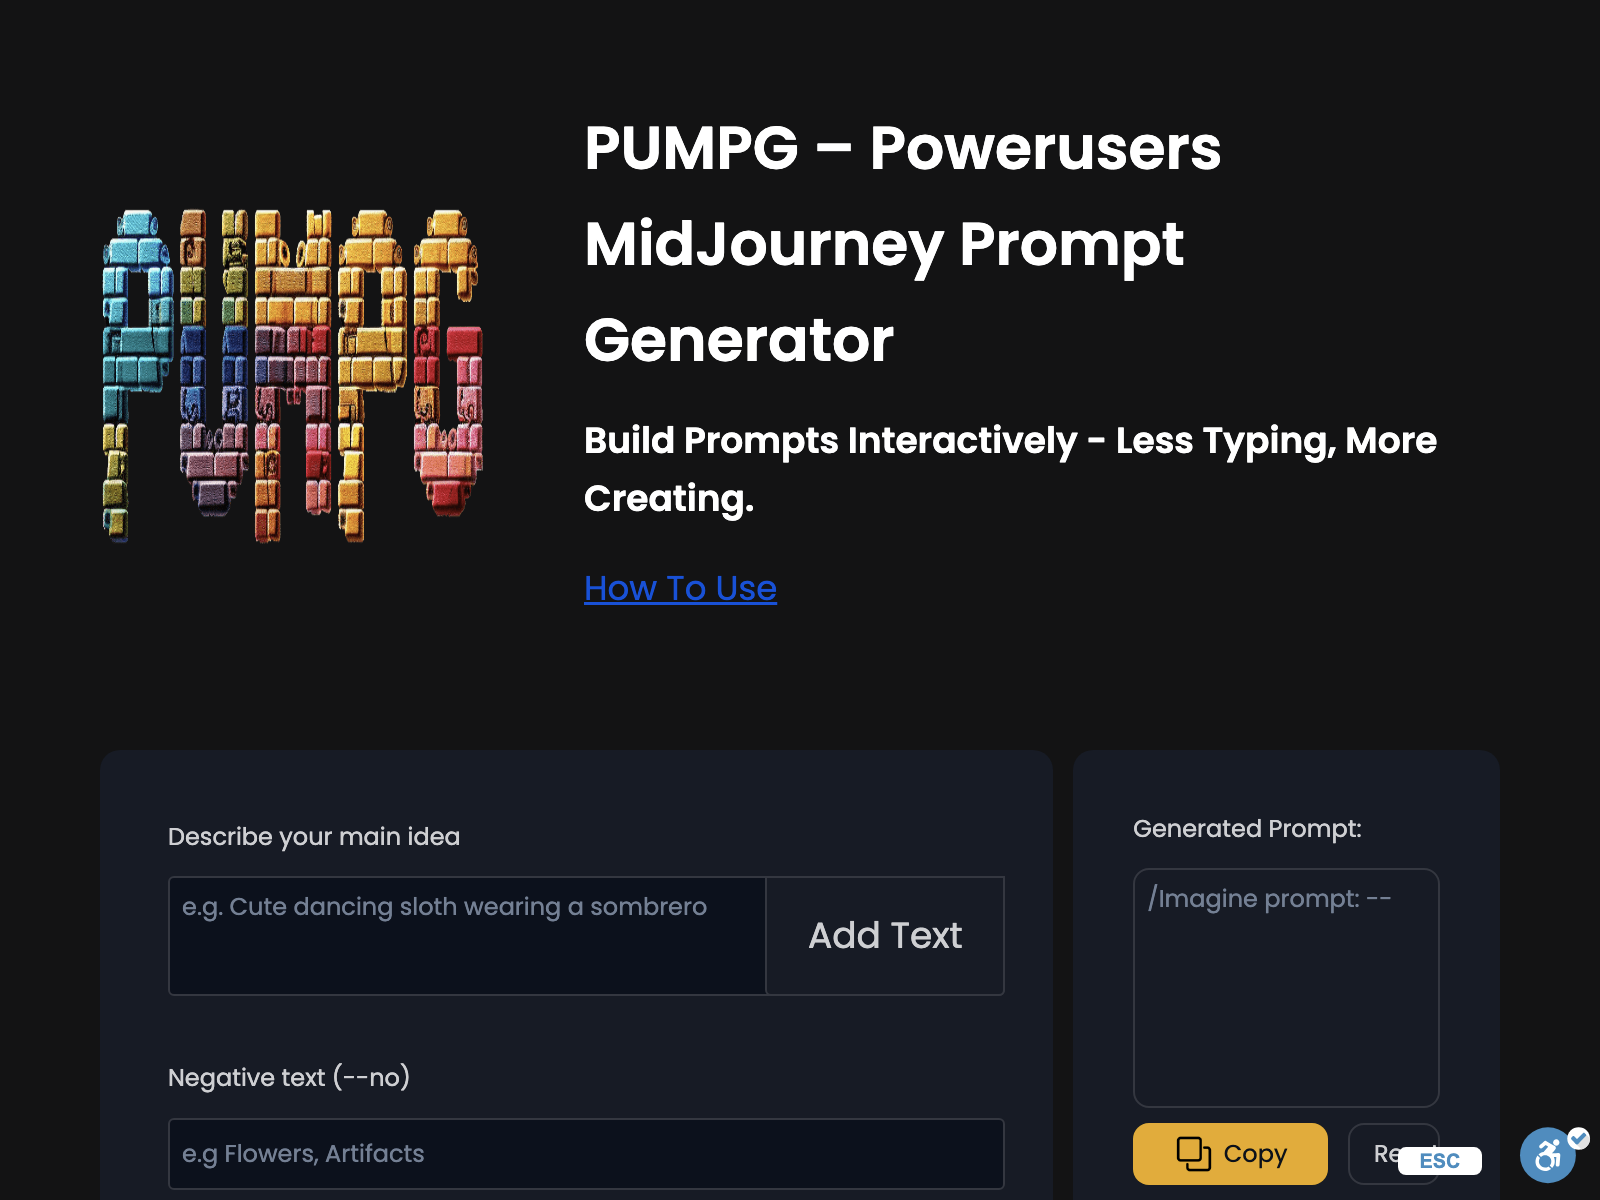 PUMPG
PUMPG – Powerusers
MidJourney Prompt
Generator
Build Prompts Interactively - Less Typing, More
Creating.
How To Use
Describe your main idea
e.g. Cute dancing sloth wearing a sombrero
Add Text
Negative text (--no)
e.g Flowers, Artifacts
Generated Prompt:
/Imagine prompt: --
Copy
ESC